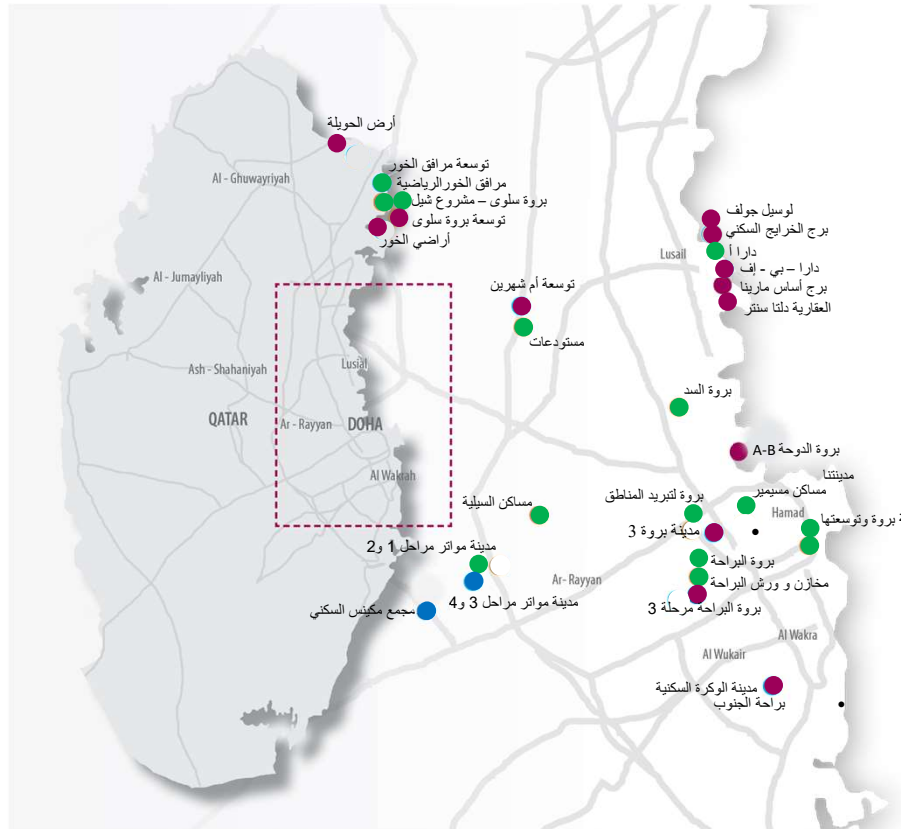 أرض الحويلة
Al - Ghuwayriyah
توسعة مرافق الخور
مرافق الخورالرياضية
بروة سلوى – مشروع شيل
توسعة بروة سلوى
أراضي الخور
Al - Jumayliyah
Ash - Shahaniyah
Lusial
QATAR
Ar - Rayyan
DOHA
Al Wakrah
لوسيل جولف
برج الخرايج السكني
Lusail
دارا أ
دارا – بي - إف
برج أساس مارينا
العقارية دلتا سنتر
توسعة أم شهرين
مستودعات
بروة السد
بروة الدوحة A-B
مدينتنا
مساكن مسيمير
Hamad
ة بروة وتوسعتها
بروة لتبريد المناطق
مدينة بروة 3
مساكن السيلية
مدينة مواتر مراحل 1 و2
مدينة مواتر مراحل 3 و4
مجمع مكينس السكني
Ar- Rayyan
بروة البراحة
مخازن و ورش البراحة
بروة البراحة مرحلة 3
Al Wakra
Al Wukair
مدينة الوكرة السكنية
براحة الجنوب